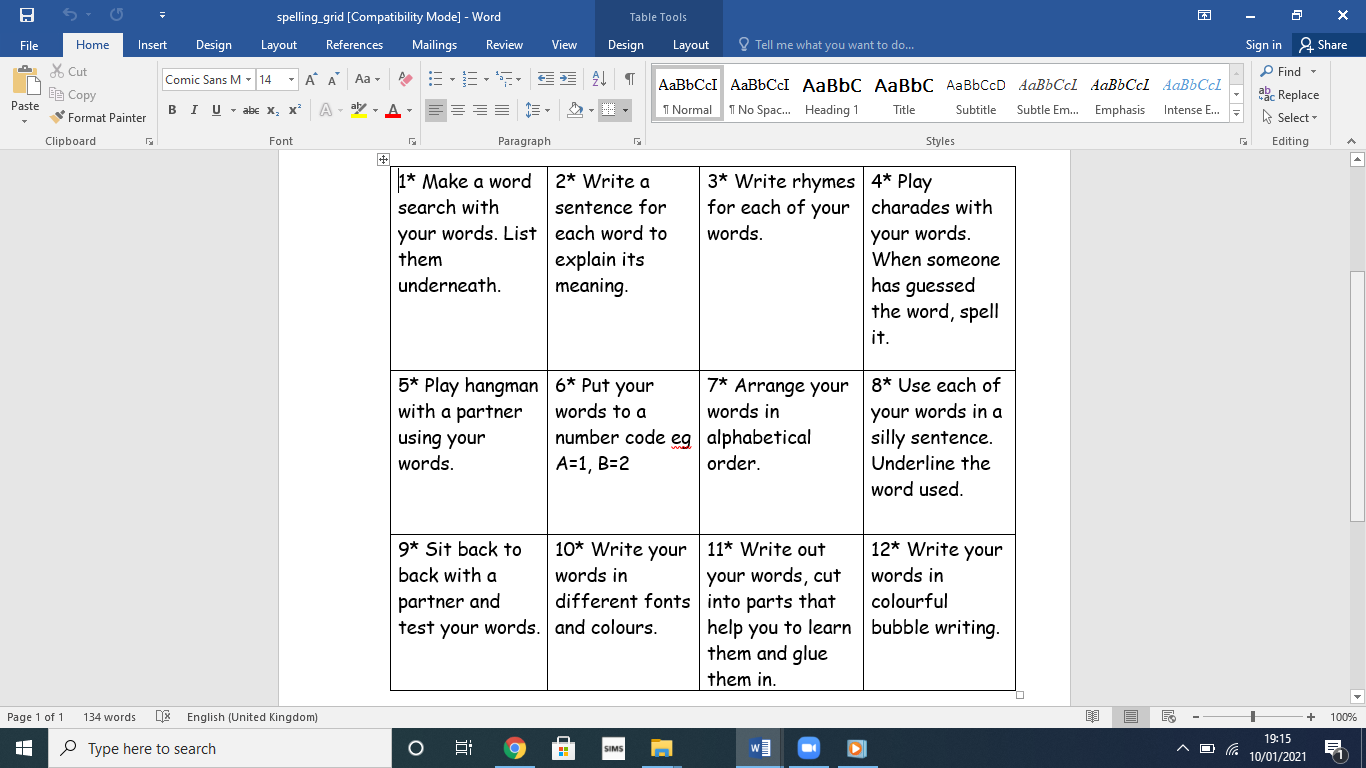 spelling_grid [Compatibility Mode] - Word
Table Tools
File Home Insert Design Layout References Mailings Review View Design Layout Tell me what you want to do... Sign in Share
Paste
Cut
Copy
Format Painter
Clipboard
Comic Sans M 14 Aa
B I U abc x₂ x² A ab A
Font
Paragraph
AaBbCcI AaBbCcI AaBbC AaBbC AaBbCcD AaBbCcL AaBbCcL AaBbCcL
¶ Normal ¶ No Spac... Heading 1 Title Subtitle Subtle Em... Emphasis Intense E...
Styles
Find
Replace
Select
Editing
1* Make a word
search with
your words. List
them
underneath.
2* Write a
sentence for
each word to
explain its
meaning.
3* Write rhymes
for each of your
words.
4* Play
charades with
your words.
When someone
has guessed
the word, spell
it.
5* Play hangman
with a partner
using your
words.
6* Put your
words to a
number code eg
A=1, B=2
7* Arrange your
words in
alphabetical
order.
8* Use each of
your words in a
silly sentence.
Underline the
word used.
9* Sit back to
back with a
partner and
test your words.
10* Write your
words in
different fonts
and colours.
11* Write out
your words, cut
into parts that
help you to learn
them and glue
them in.
12* Write your
words in
colourful
bubble writing.
Page 1 of 1 134 words English (United Kingdom) 100%
Type here to search
SIMS
19:15
10/01/2021
1